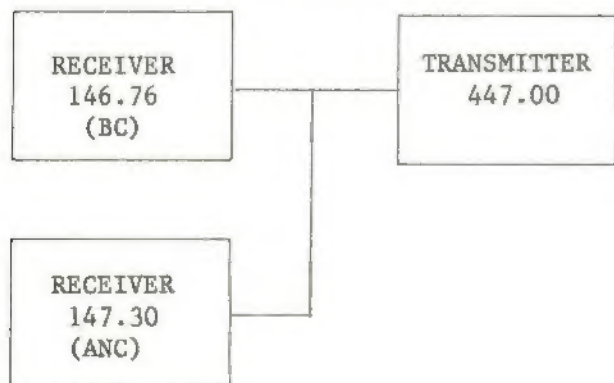 RECEIVER
146.76
(BC)
TRANSMITTER
447.00
RECEIVER
147.30
(ANC)